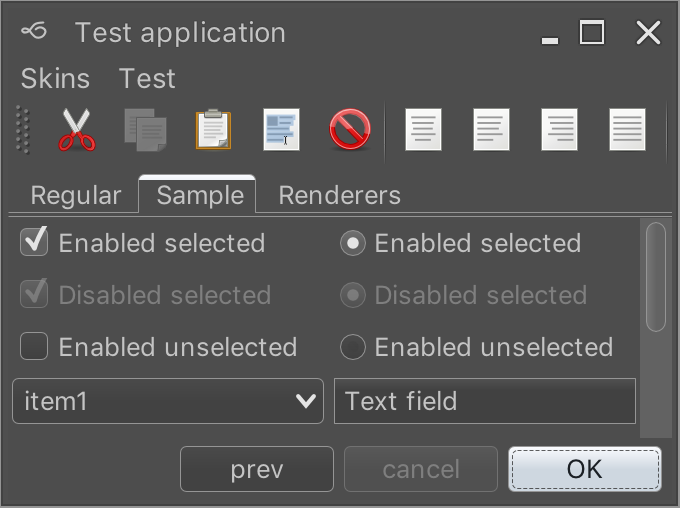 Test application
Skins Test
Regular Sample Renderers
Enabled selected Enabled selected
Disabled selected Disabled selected
Enabled unselected Enabled unselected
item1 Text field
prev cancel OK